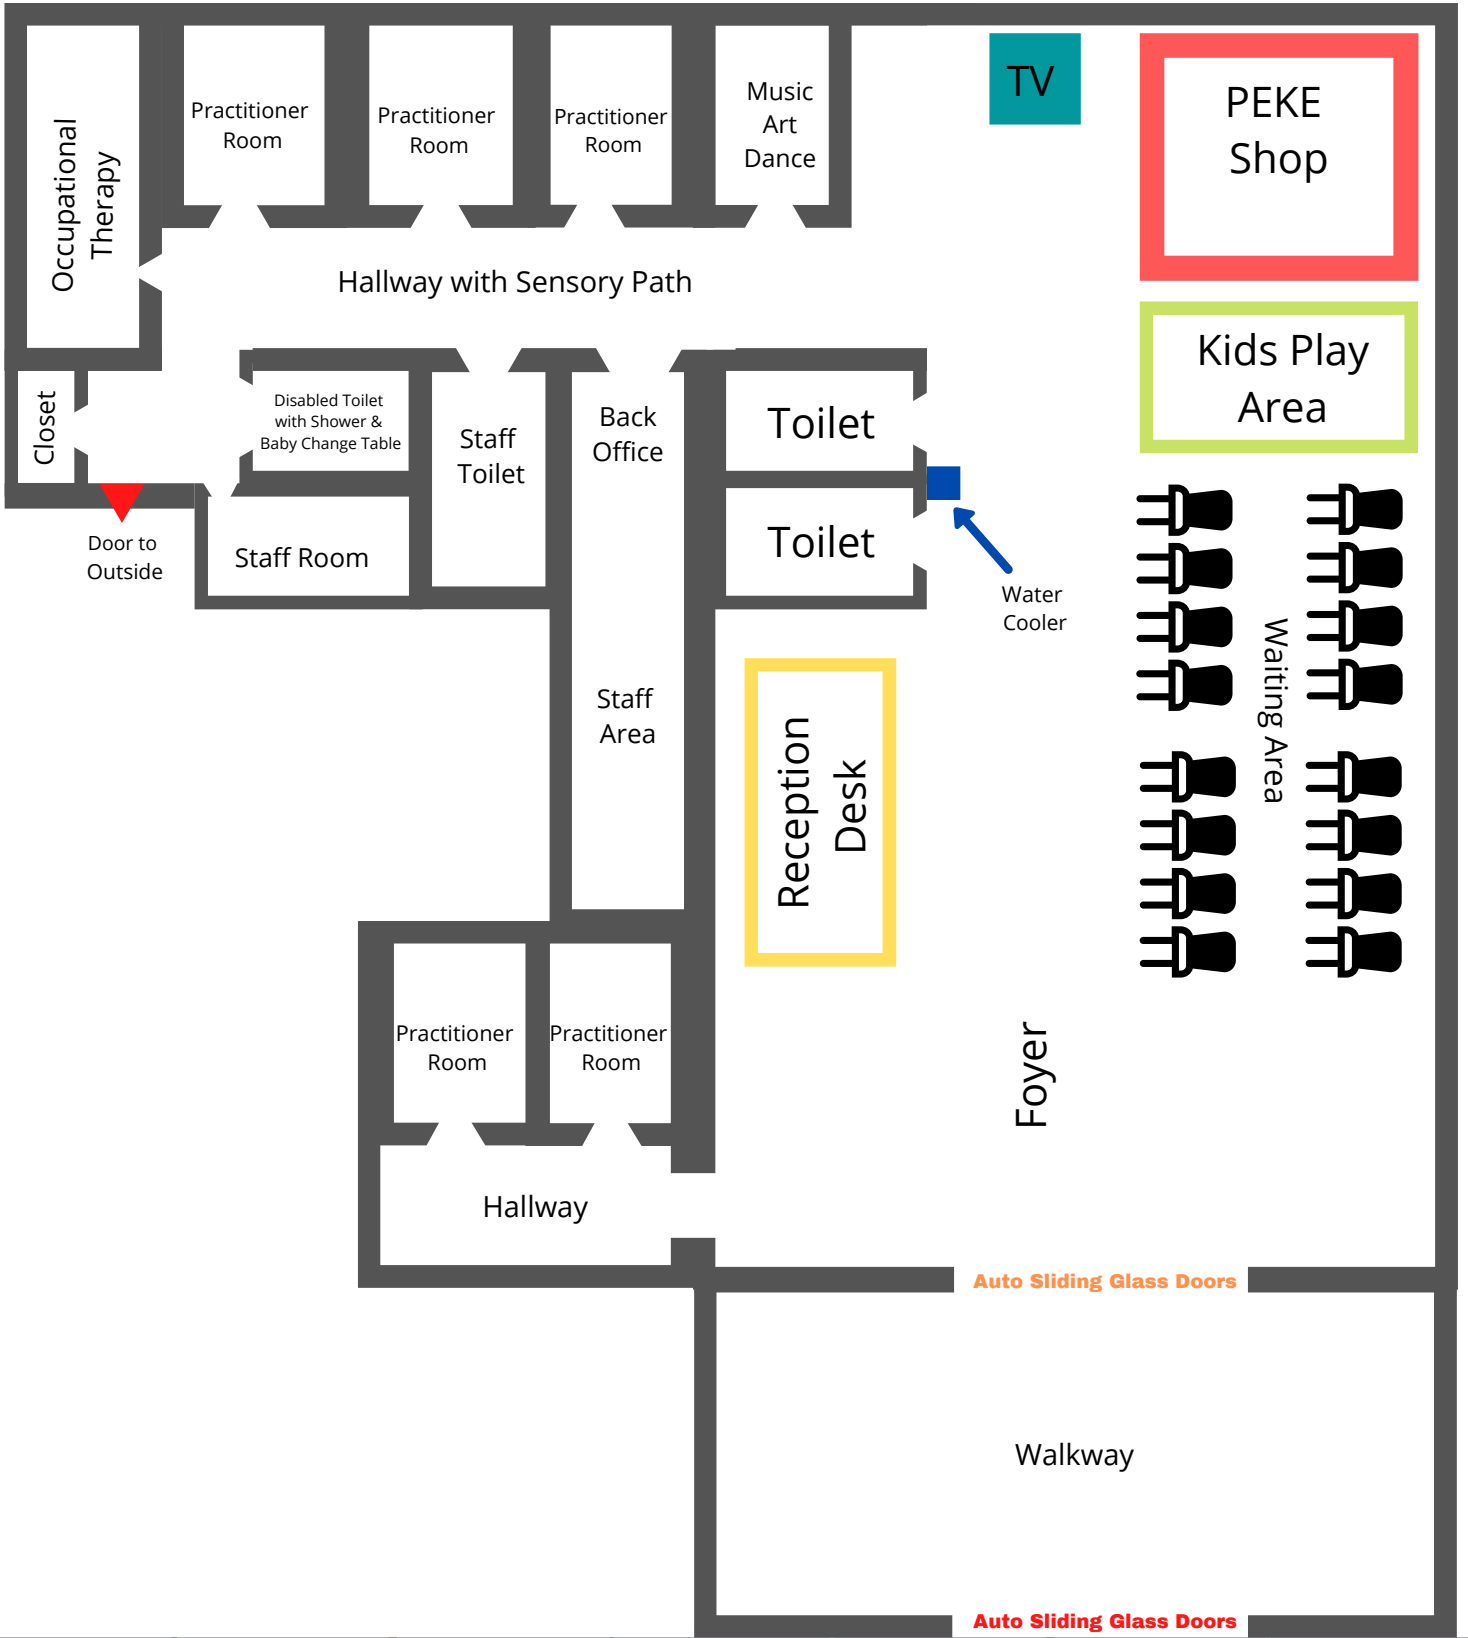 Occupational
Therapy
Practitioner
Room
Practitioner
Room
Practitioner
Room
Music
Art
Dance
TV
PEKE
Shop
Hallway with Sensory Path
Kids Play
Area
Closet
Disabled Toilet
with Shower &
Baby Change Table
Staff
Toilet
Back
Office
Toilet
Toilet
Door to
Outside
Staff Room
Water
Cooler
Waiting Area
Staff
Area
Reception
Desk
Practitioner
Room
Practitioner
Room
Foyer
Hallway
Auto Sliding Glass Doors
Walkway
Auto Sliding Glass Doors